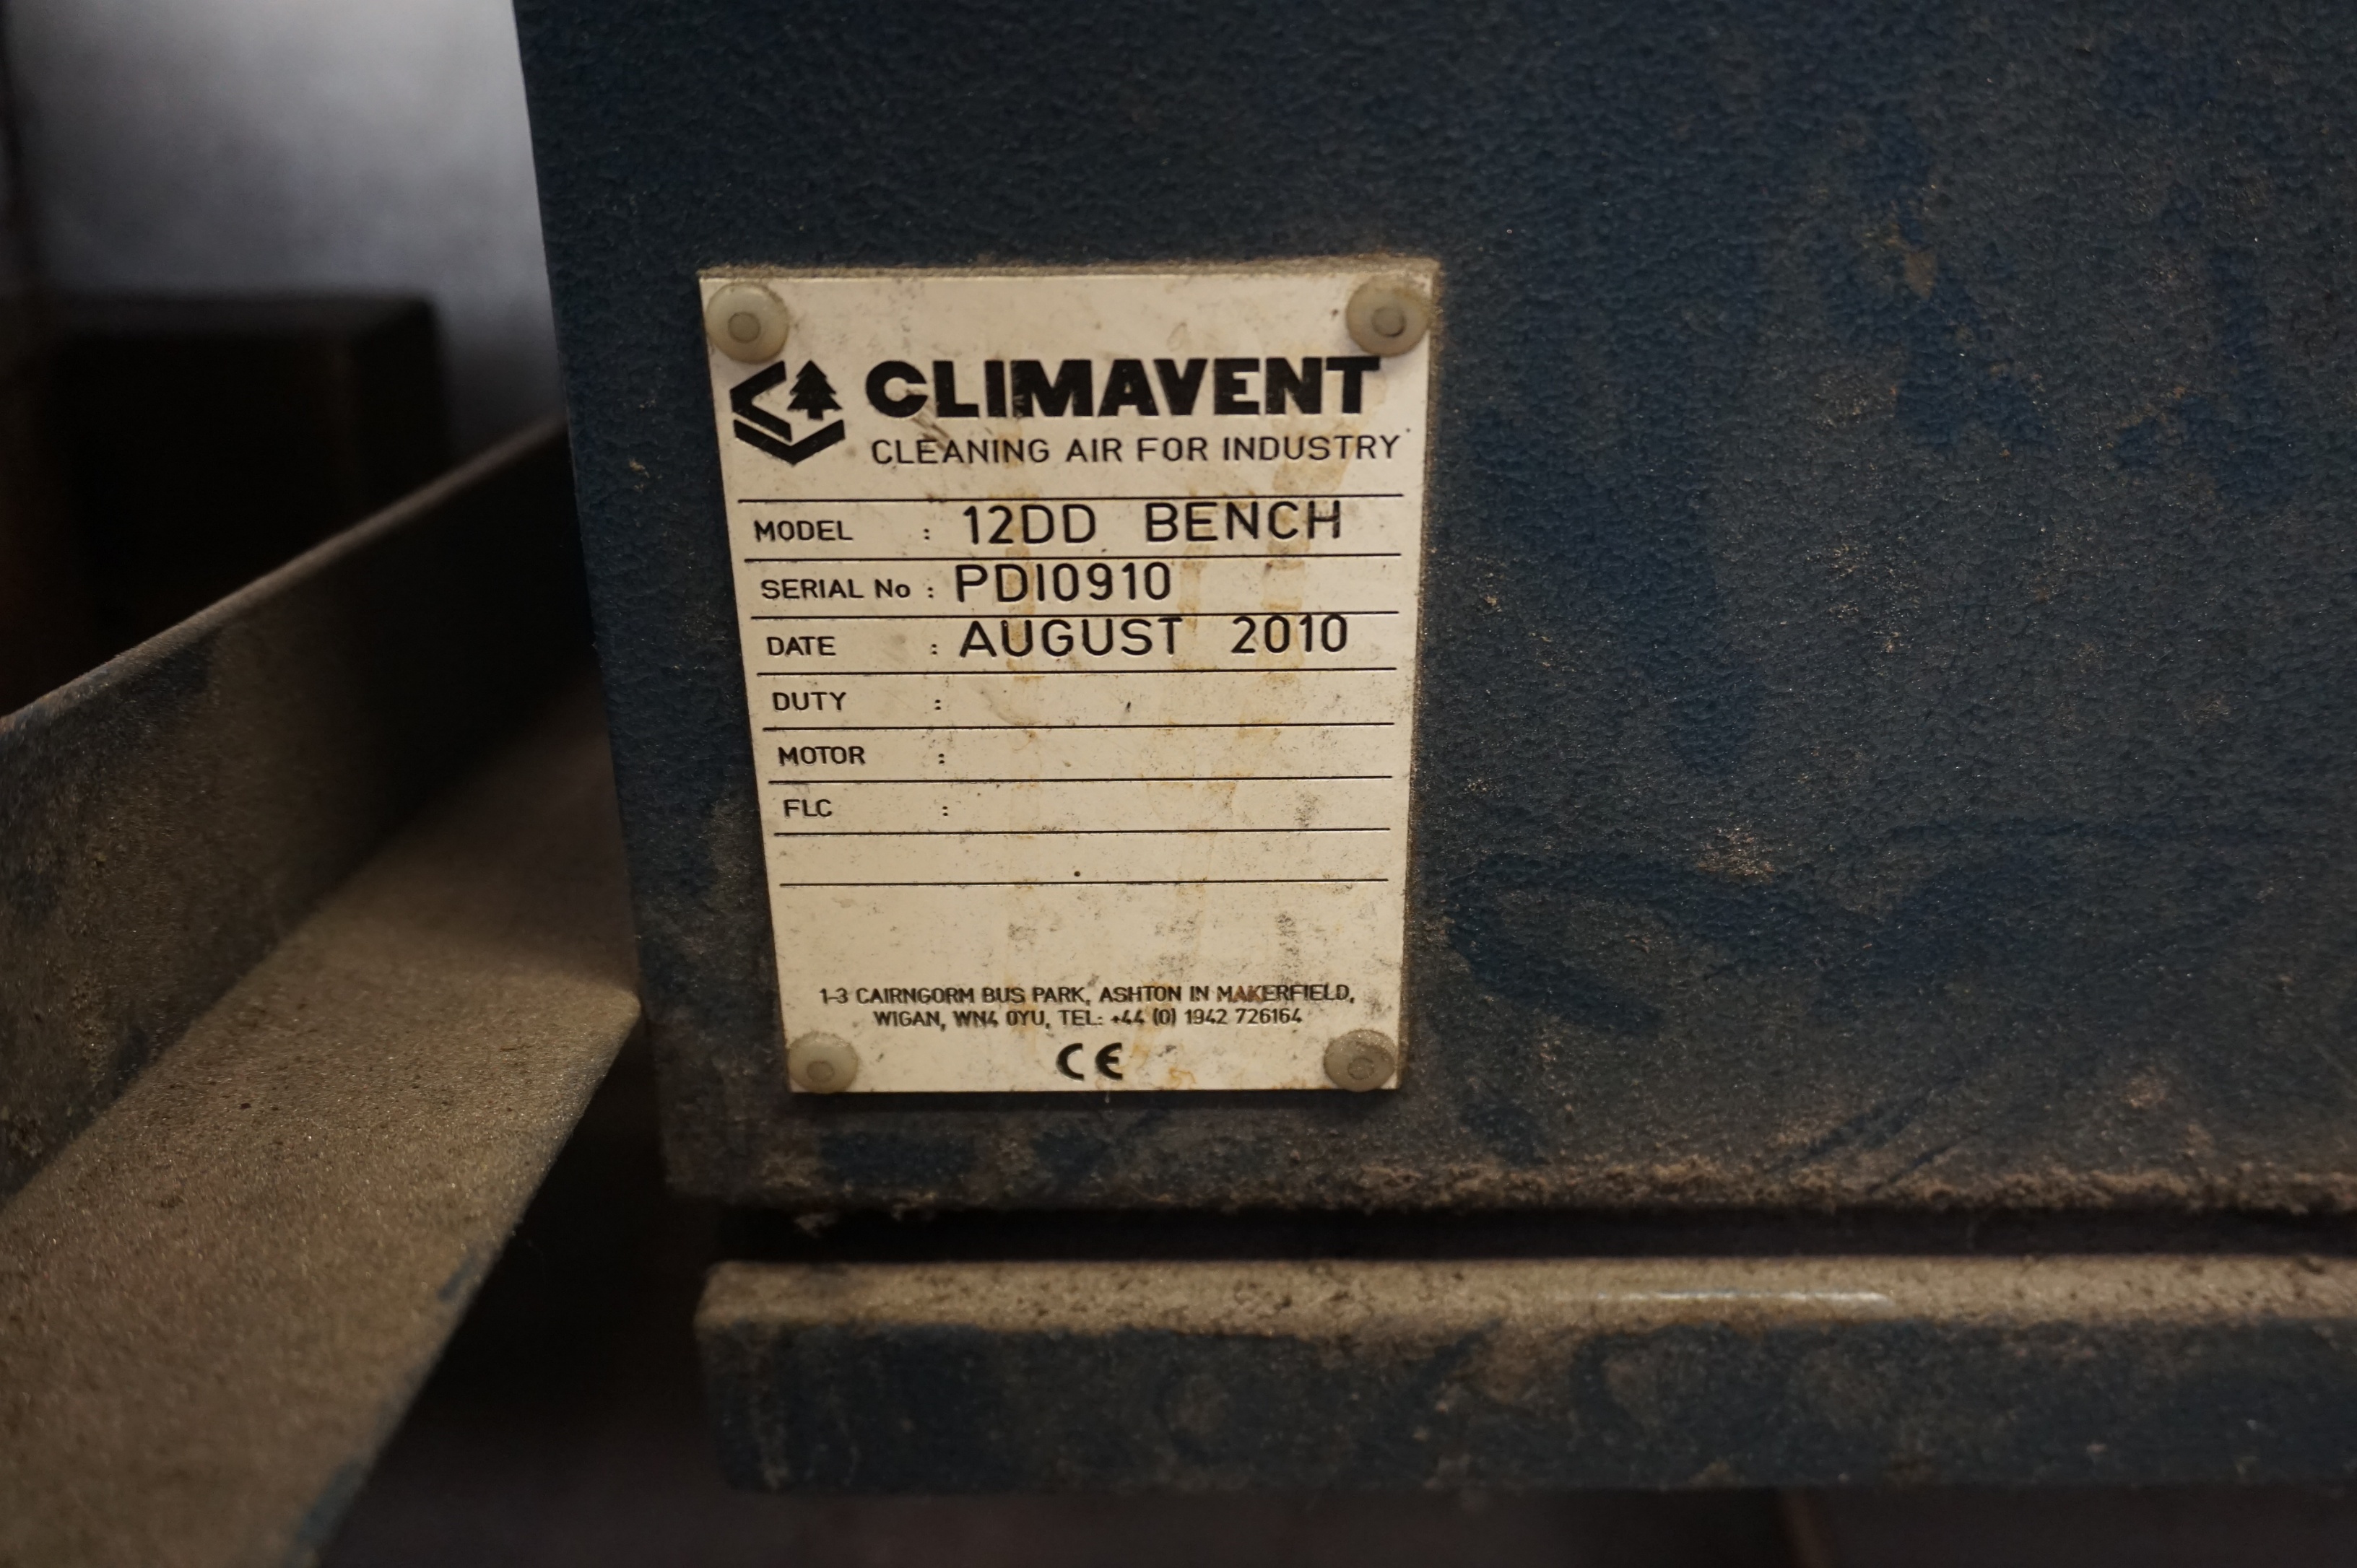 CLIMAVENT
CLEANING AIR FOR INDUSTRY
MODEL : 12DD BENCH
SERIAL No : PDI0910
DATE : AUGUST 2010
DUTY :
MOTOR :
FLC :
1-3 CAIRNGORM BUS PARK, ASHTON IN MAKERFIELD,
WIGAN, WN4 0YU, TEL: +44 (0) 1942 726164
CE